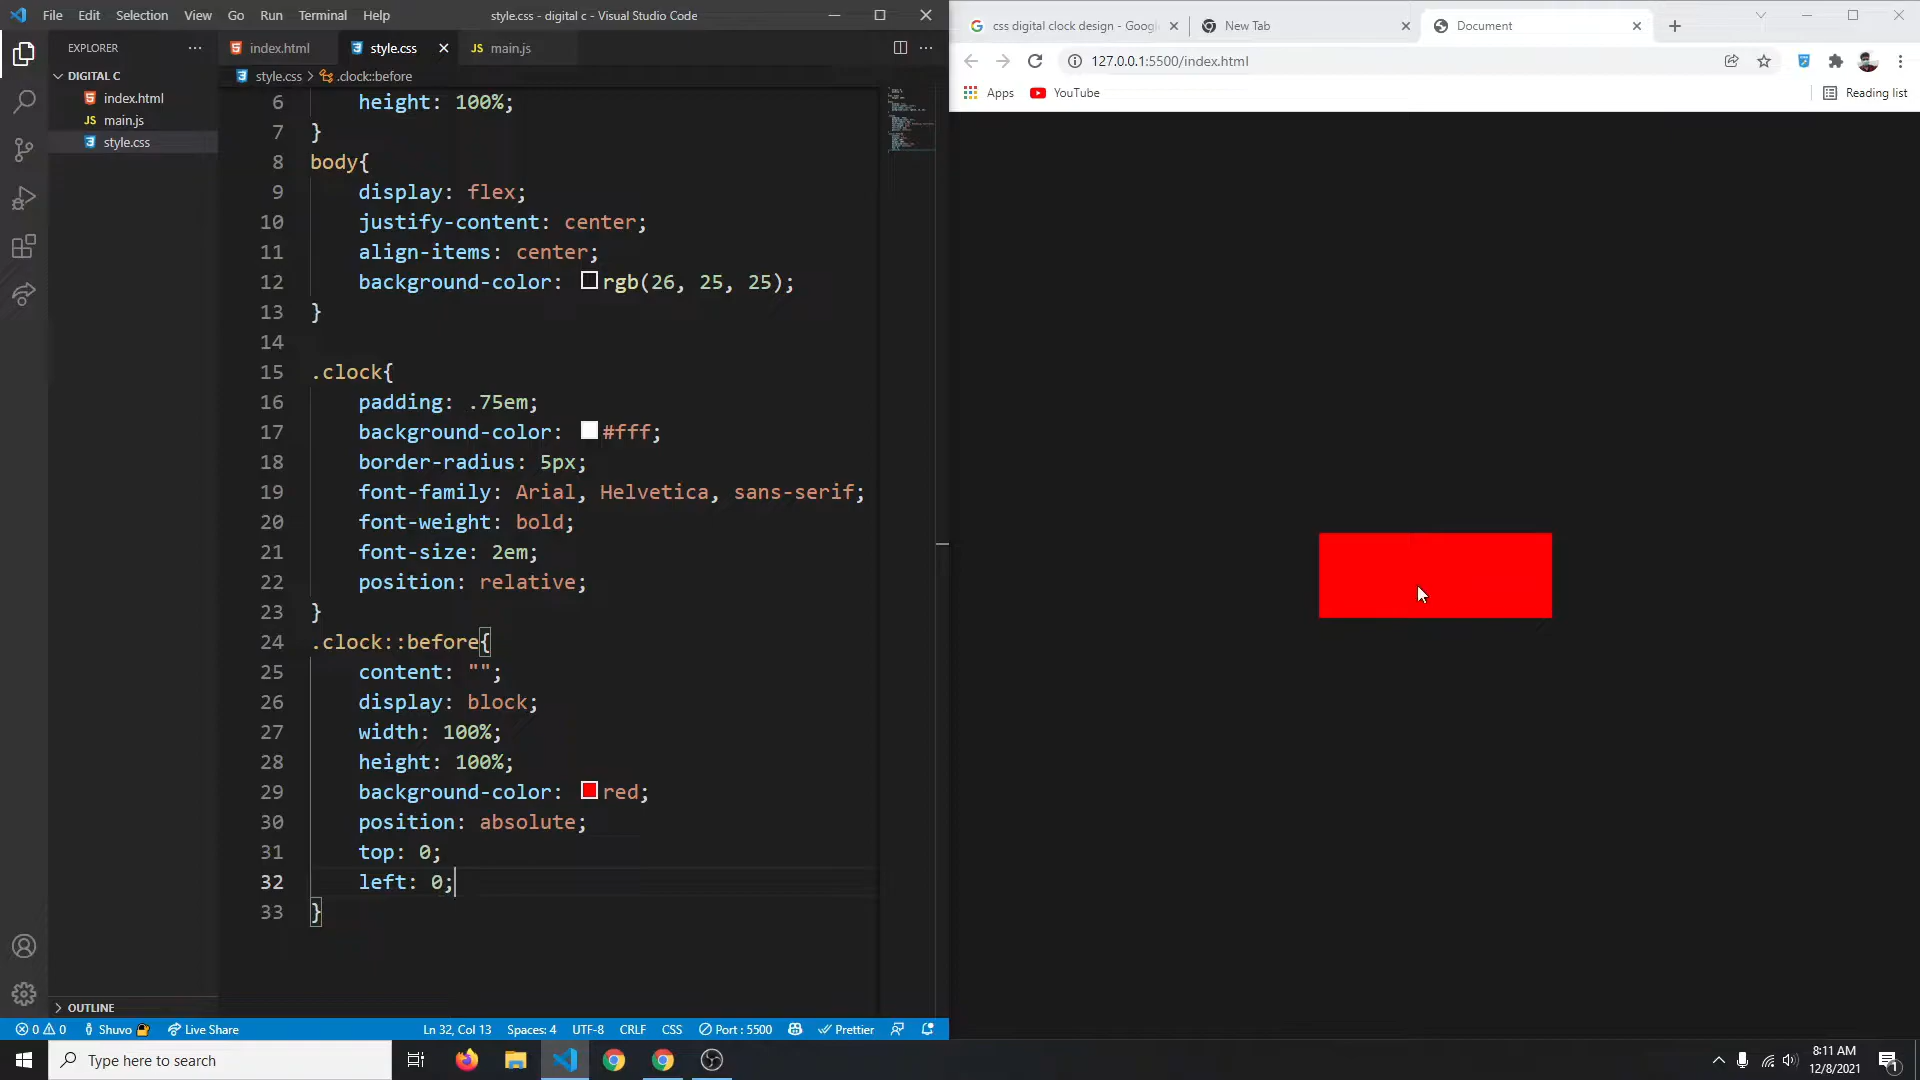 File Edit Selection View Go Run Terminal Help
style.css - digital c - Visual Studio Code
EXPLORER
DIGITAL C
index.html
main.js
style.css
index.html
style.css
JS main.js
style.css > .clock::before
6 height: 100%;
7 }
8 body{
9 display: flex;
10 justify-content: center;
11 align-items: center;
12 background-color: rgb(26, 25, 25);
13 }
14
15 .clock{
16 padding: .75em;
17 background-color: #fff;
18 border-radius: 5px;
19 font-family: Arial, Helvetica, sans-serif;
20 font-weight: bold;
21 font-size: 2em;
22 position: relative;
23 }
24 .clock::before{
25 content: "";
26 display: block;
27 width: 100%;
28 height: 100%;
29 background-color: red;
30 position: absolute;
31 top: 0;
32 left: 0;
33 }
OUTLINE
0 0 Shuvo Live Share
Ln 32, Col 13 Spaces: 4 UTF-8 CRLF CSS Port : 5500 Prettier
css digital clock design - Google
New Tab
Document
127.0.0.1:5500/index.html
Apps YouTube
Reading list
Type here to search
8:11 AM
12/8/2021
1